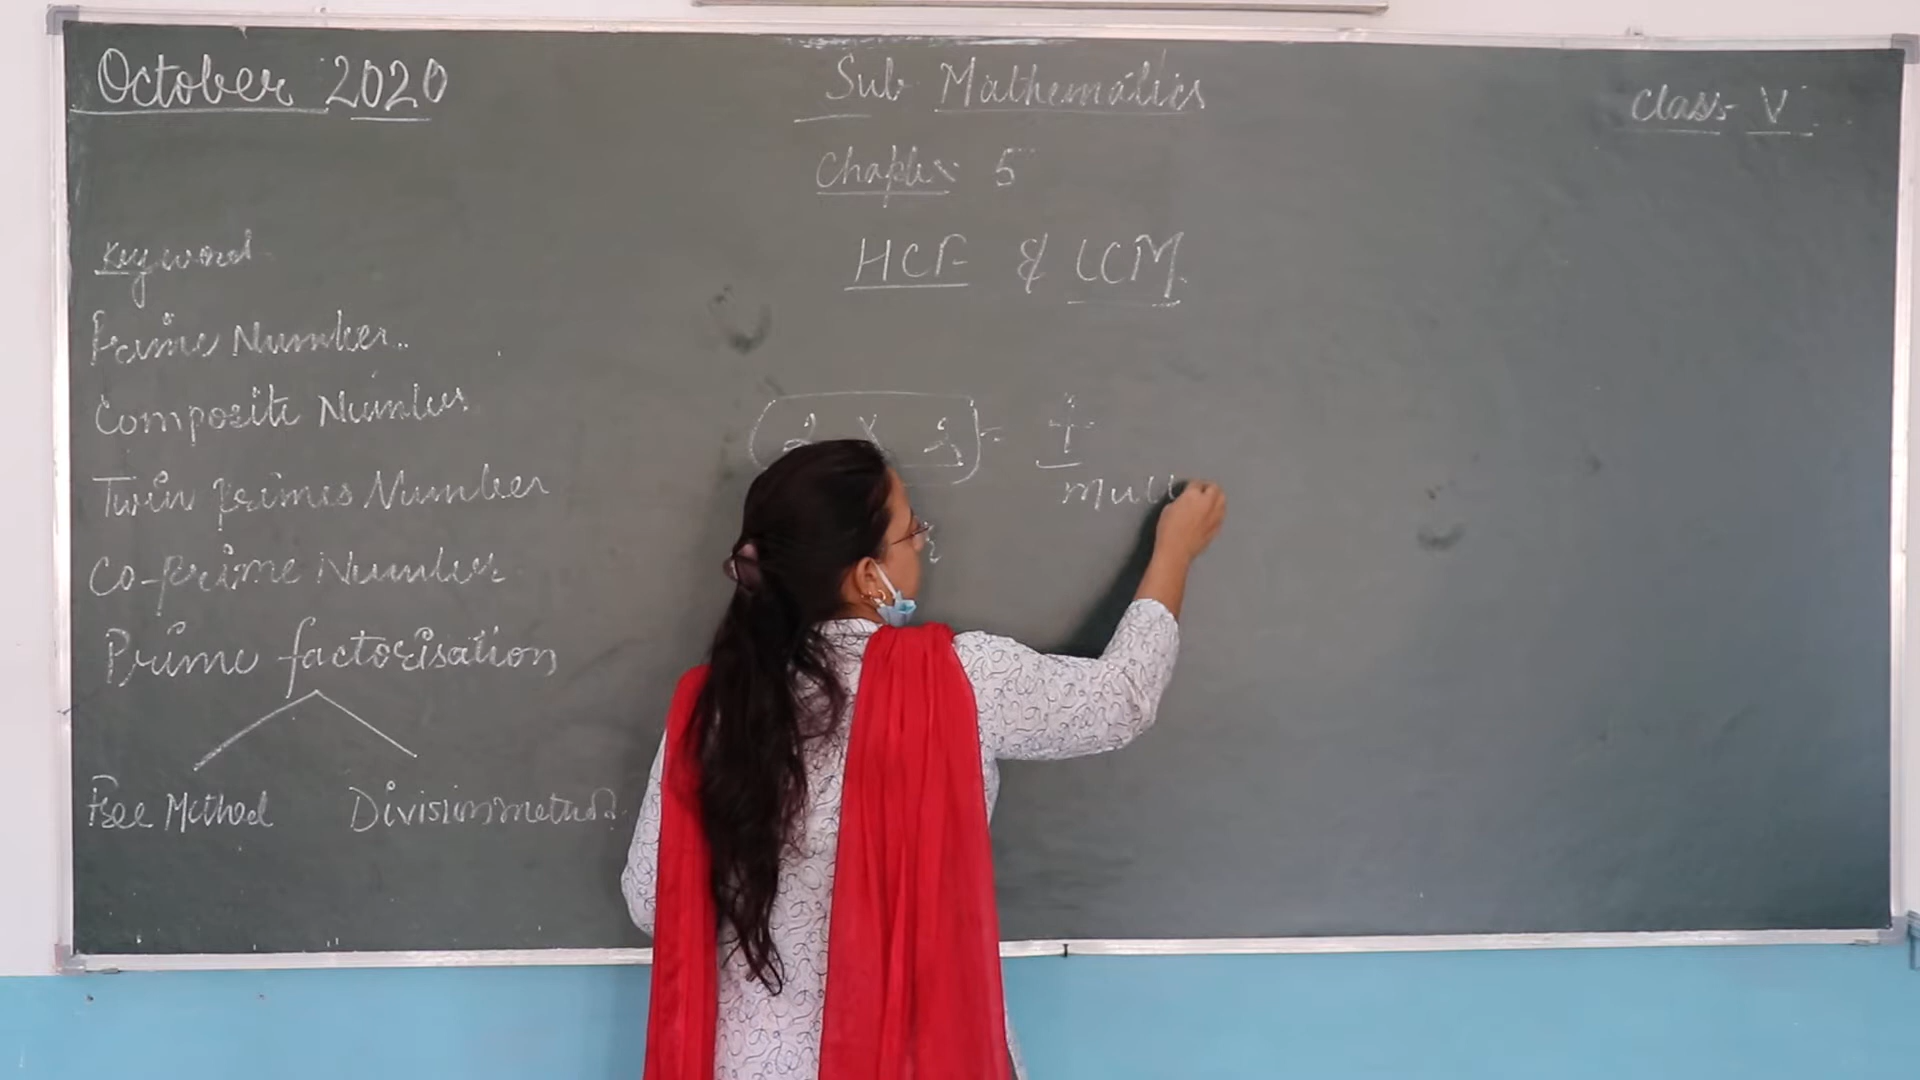 October 2020
Sub Mathematics
Class V
Chapter 5
HCF & LCM
Keyword
Prime Number
Composite Number
2 x 2 = 4
mult
Twin primes Number
Co-prime Number
Prime factorisation
Tree Method Division method